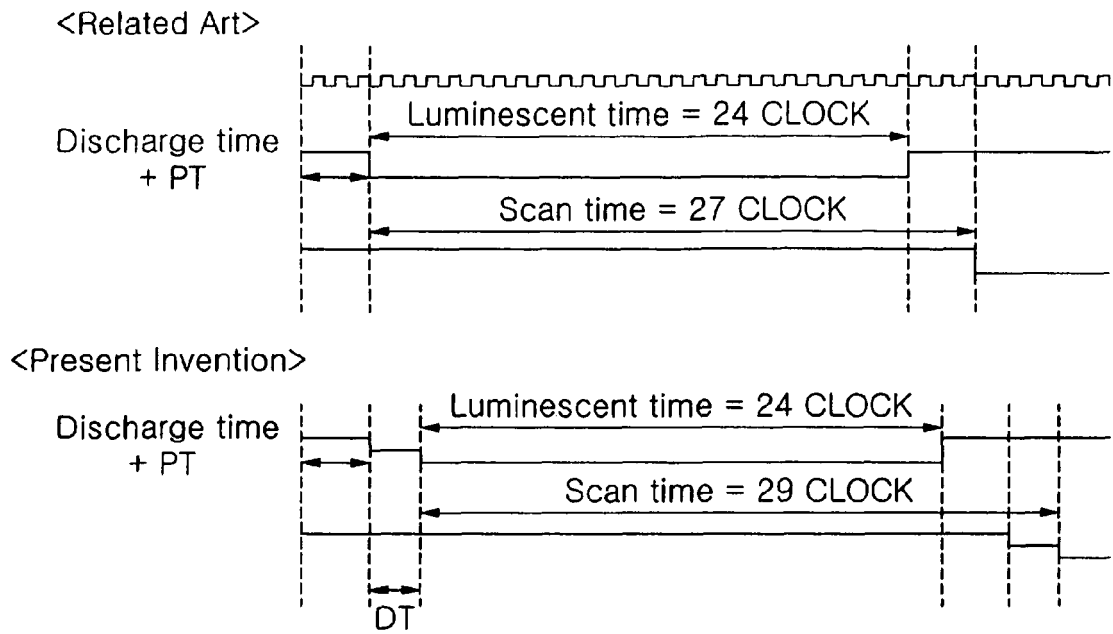 <Related Art>
Luminescent time = 24 CLOCK
Discharge time
+ PT
Scan time = 27 CLOCK
<Present Invention>
Luminescent time = 24 CLOCK
Discharge time
+ PT
Scan time = 29 CLOCK
DT